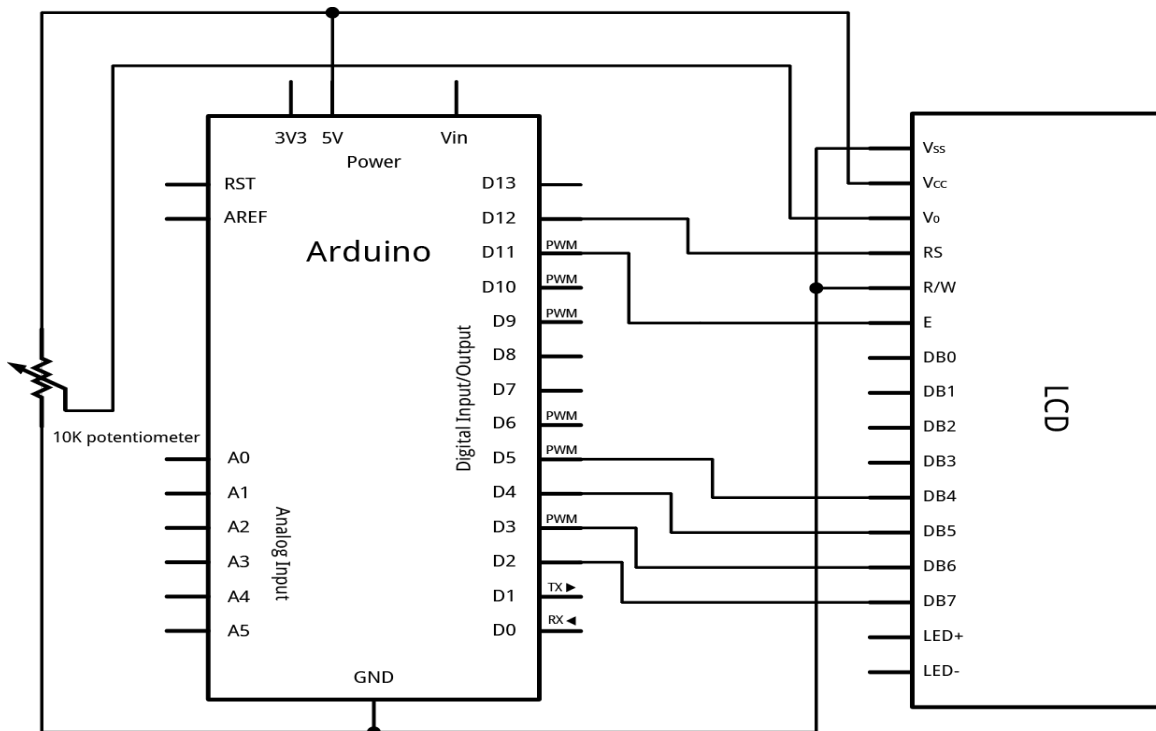 3V3 5V Vin
Power
RST
AREF
Arduino
D13
D12
D11 PWM
D10 PWM
D9 PWM
D8
D7
D6 PWM
D5 PWM
D4
D3 PWM
D2
D1 TX ►
D0 RX ◄
Digital Input/Output
10K potentiometer
A0
A1
A2
A3
A4
A5
Analog Input
GND
Vss
Vcc
V0
RS
R/W
E
DB0
DB1
DB2
DB3
DB4
DB5
DB6
DB7
LED+
LED-
LCD